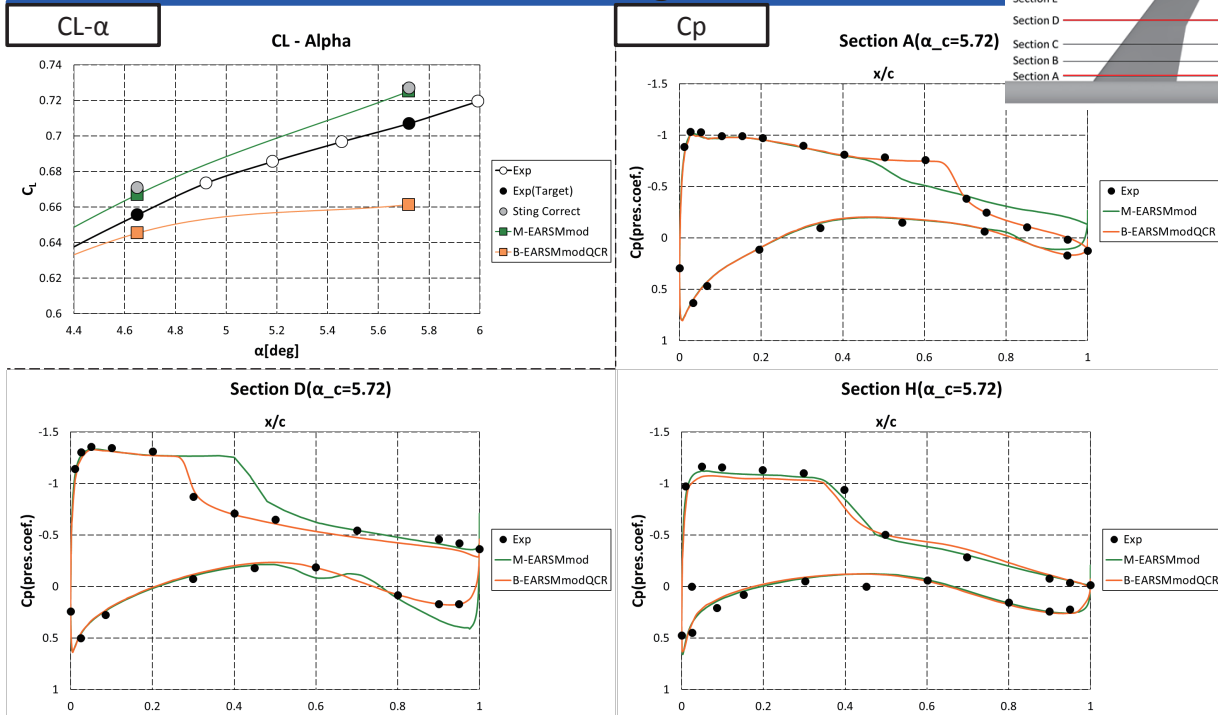 CL-α
CL - Alpha
0.74
0.72
0.7
0.68
0.66
0.64
0.62
0.6
C_L
4.4
4.6
4.8
5
5.2
5.4
5.6
5.8
6
α[deg]
Exp
Exp(Target)
Sting Correct
M-EARSMmod
B-EARSMmodQCR
Cp
Section A(α_c=5.72)
x/c
-1.5
-1
-0.5
0
0.5
1
Cp(pres.coef.)
0
0.2
0.4
0.6
0.8
1
Exp
M-EARSMmod
B-EARSMmodQCR
Section D
Section C
Section B
Section A
Section D(α_c=5.72)
x/c
-1.5
-1
-0.5
0
0.5
1
Cp(pres.coef.)
0
0.2
0.4
0.6
0.8
1
Exp
M-EARSMmod
B-EARSMmodQCR
Section H(α_c=5.72)
x/c
-1.5
-1
-0.5
0
0.5
1
Cp(pres.coef.)
0
0.2
0.4
0.6
0.8
1
Exp
M-EARSMmod
B-EARSMmodQCR